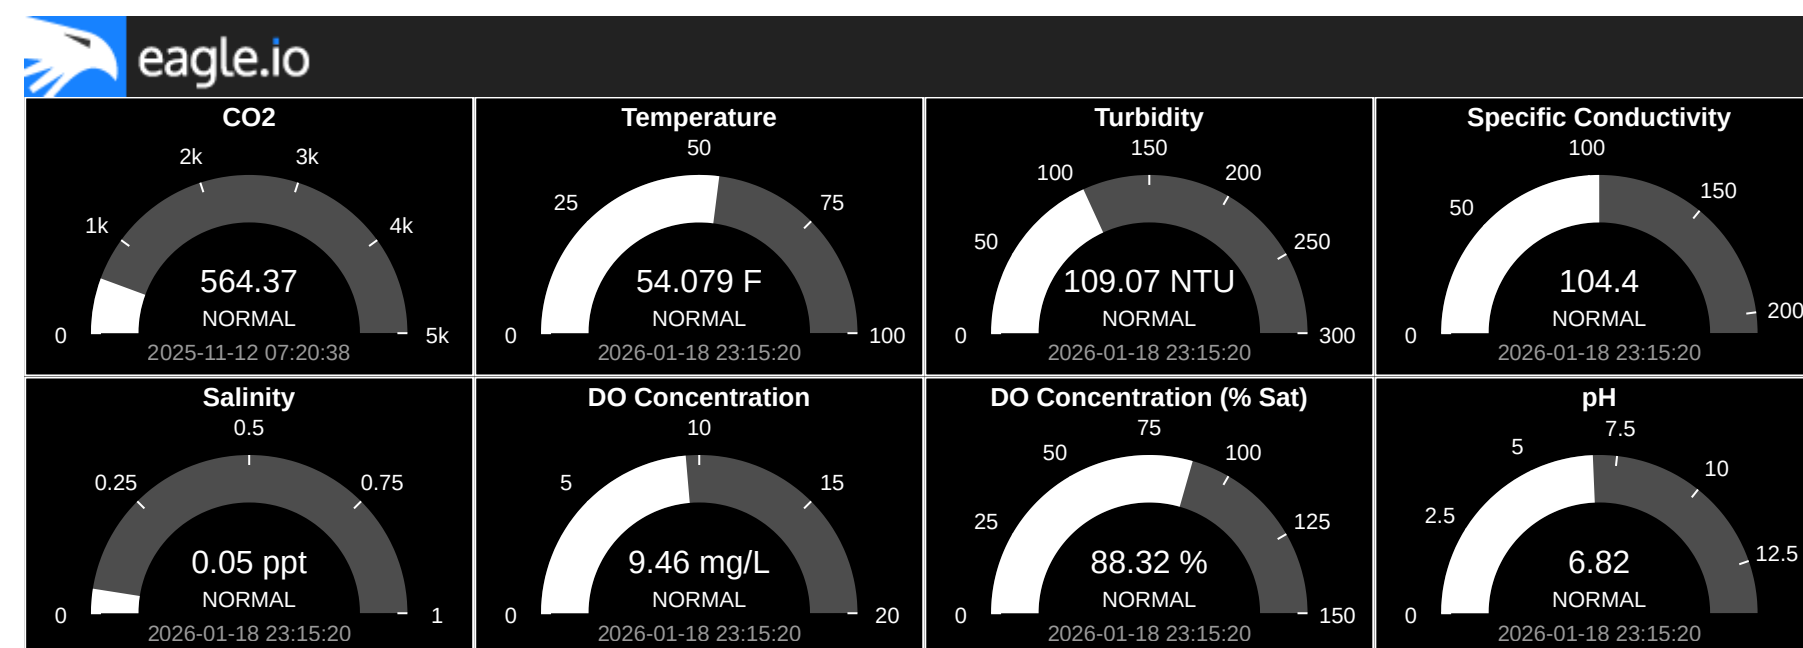 eagle.io
CO2
0
1k
2k
3k
4k
5k
564.37
NORMAL
2025-11-12 07:20:38
Temperature
0
25
50
75
100
54.079 F
NORMAL
2026-01-18 23:15:20
Turbidity
0
50
100
150
200
250
300
109.07 NTU
NORMAL
2026-01-18 23:15:20
Specific Conductivity
0
50
100
150
200
104.4
NORMAL
2026-01-18 23:15:20
Salinity
0
0.25
0.5
0.75
1
0.05 ppt
NORMAL
2026-01-18 23:15:20
DO Concentration
0
5
10
15
20
9.46 mg/L
NORMAL
2026-01-18 23:15:20
DO Concentration (% Sat)
0
25
50
75
100
125
150
88.32 %
NORMAL
2026-01-18 23:15:20
pH
0
2.5
5
7.5
10
12.5
6.82
NORMAL
2026-01-18 23:15:20